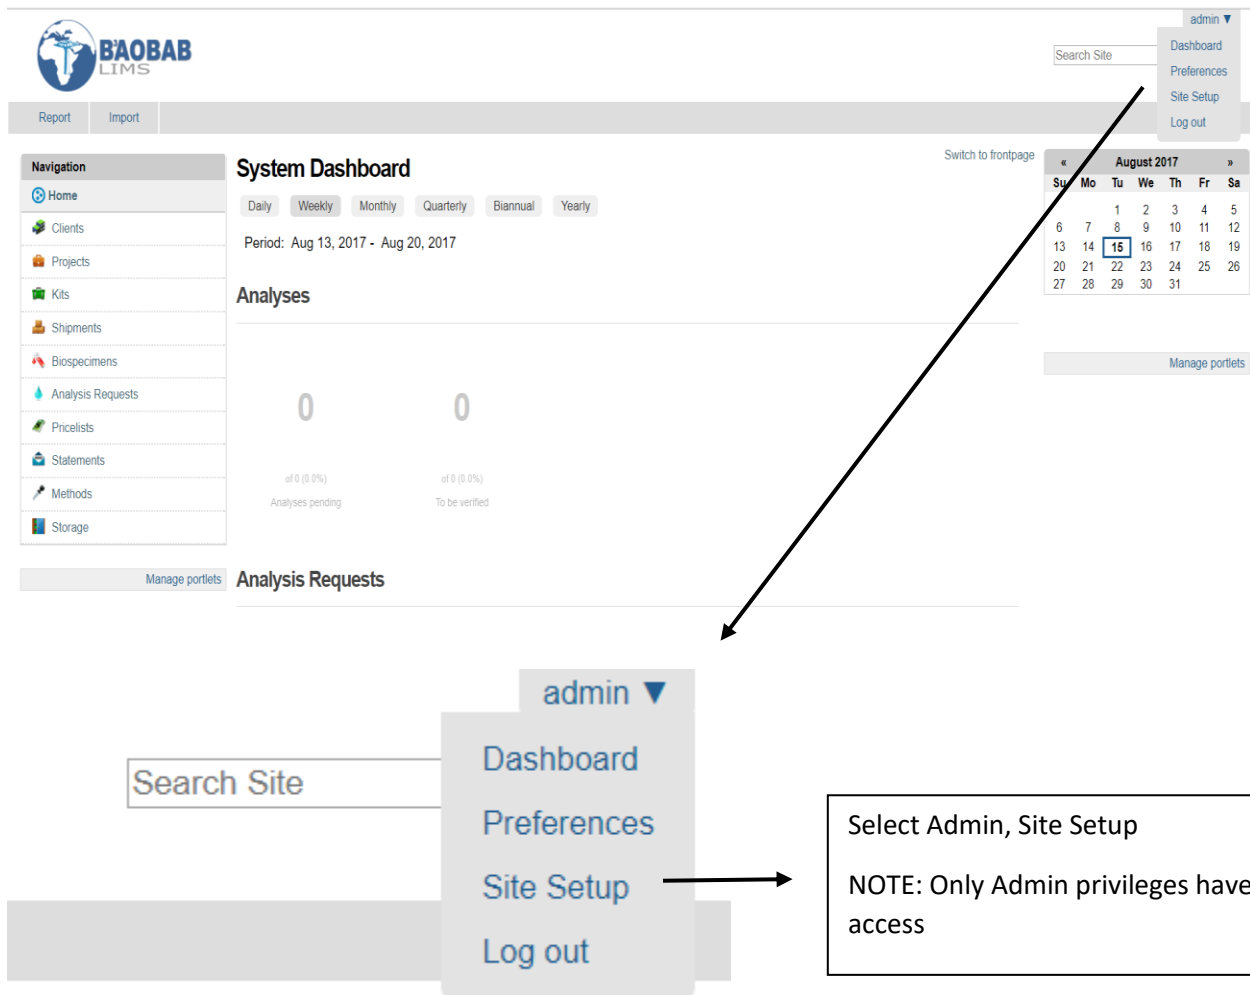 admin ▼
BAOBAB
LIMS
Search Site
Dashboard
Preferences
Site Setup
Log out
Report Import
Switch to frontpage
Navigation
Home
Clients
Projects
Kits
Shipments
Biospecimens
Analysis Requests
Pricelists
Statements
Methods
Storage
Manage portlets
System Dashboard
Daily Weekly Monthly Quarterly Biannual Yearly
Period: Aug 13, 2017 - Aug 20, 2017
Analyses
0 0
of 0 (0.0%) of 0 (0.0%)
Analyses pending To be verified
Analysis Requests
« August 2017 »
Su Mo Tu We Th Fr Sa
1 2 3 4 5
6 7 8 9 10 11 12
13 14 15 16 17 18 19
20 21 22 23 24 25 26
27 28 29 30 31
Manage portlets
admin ▼
Search Site
Dashboard
Preferences
Site Setup
Log out
Select Admin, Site Setup
NOTE: Only Admin privileges have
access